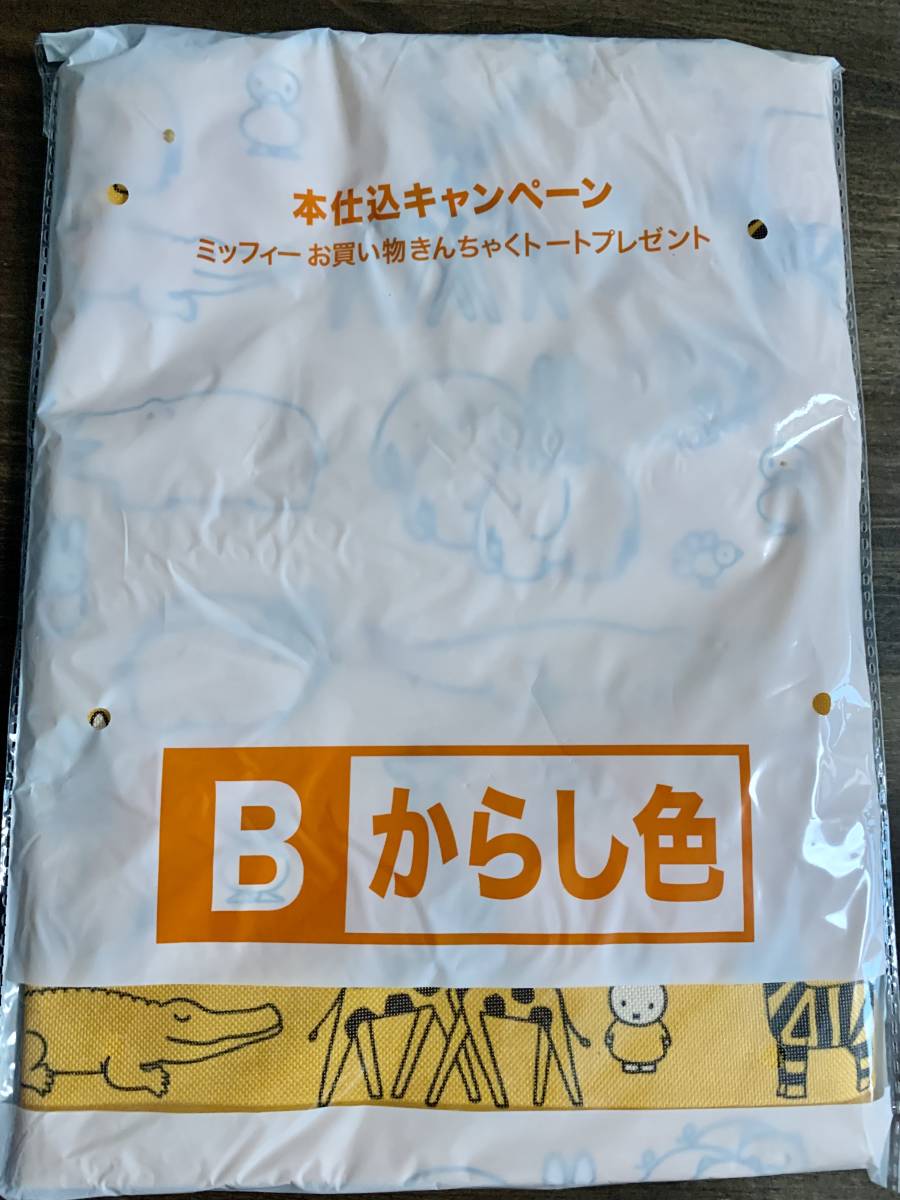 本仕込キャンペーン
ミッフィーお買い物きんちゃくトートプレゼント
B からし色